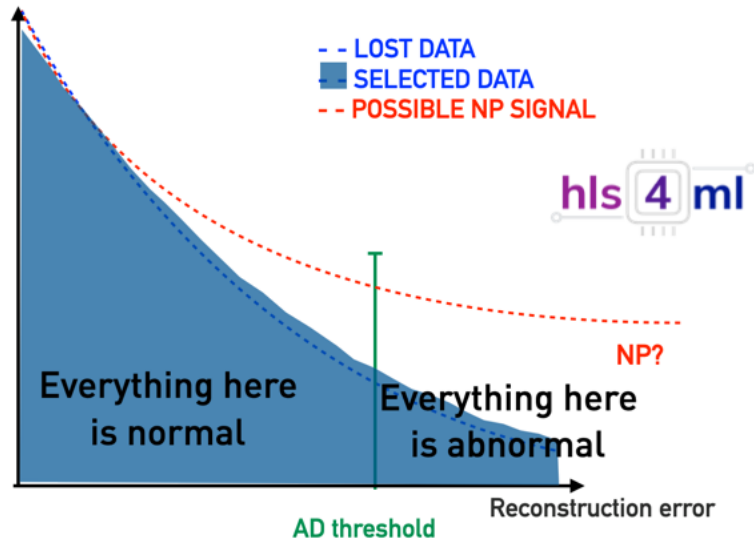 LOST DATA
SELECTED DATA
POSSIBLE NP SIGNAL
hls 4 ml
NP?
Everything here
is normal
Everything here
is abnormal
Reconstruction error
AD threshold